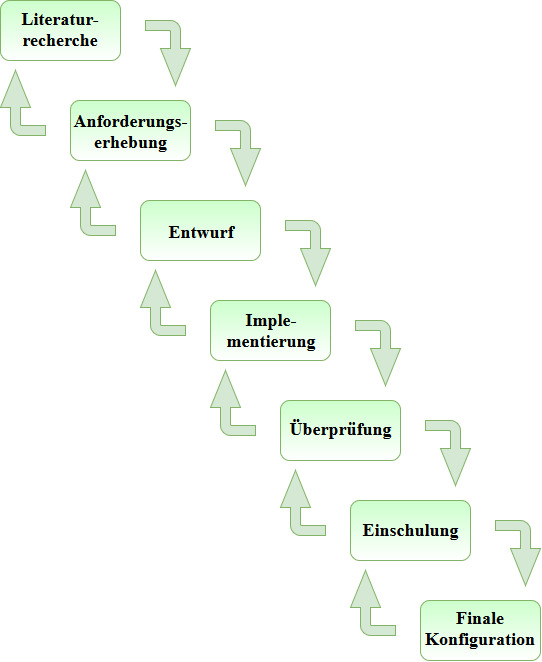 Literatur-
recherche
Anforderungs-
erhebung
Entwurf
Imple-
mentierung
Überprüfung
Einschulung
Finale
Konfiguration